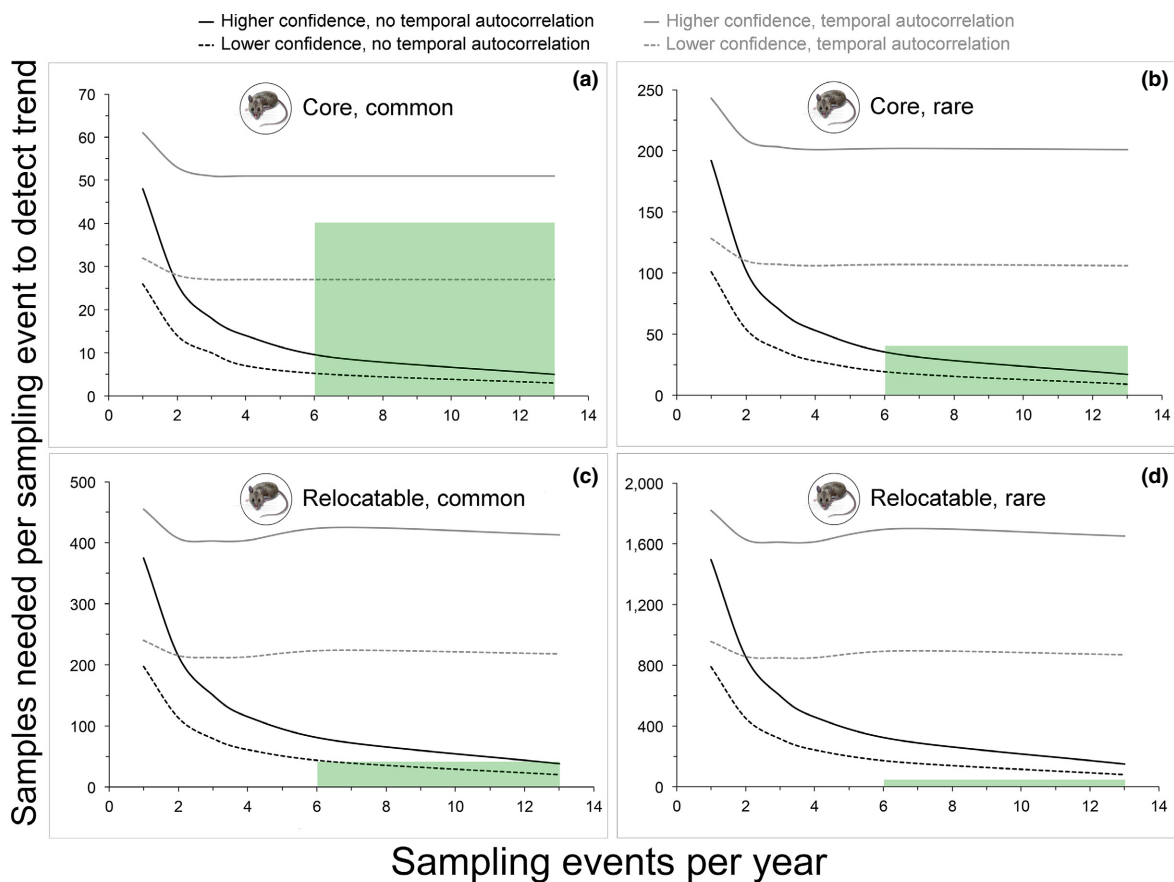 Higher confidence, no temporal autocorrelation
Lower confidence, no temporal autocorrelation
Higher confidence, temporal autocorrelation
Lower confidence, temporal autocorrelation
Samples needed per sampling event to detect trend
(a)
Core, common
70
60
50
40
30
20
10
0
0 2 4 6 8 10 12 14
(b)
Core, rare
250
200
150
100
50
0
0 2 4 6 8 10 12 14
(c)
Relocatable, common
500
400
300
200
100
0
0 2 4 6 8 10 12 14
(d)
Relocatable, rare
2,000
1,600
1,200
800
400
0
0 2 4 6 8 10 12 14
Sampling events per year